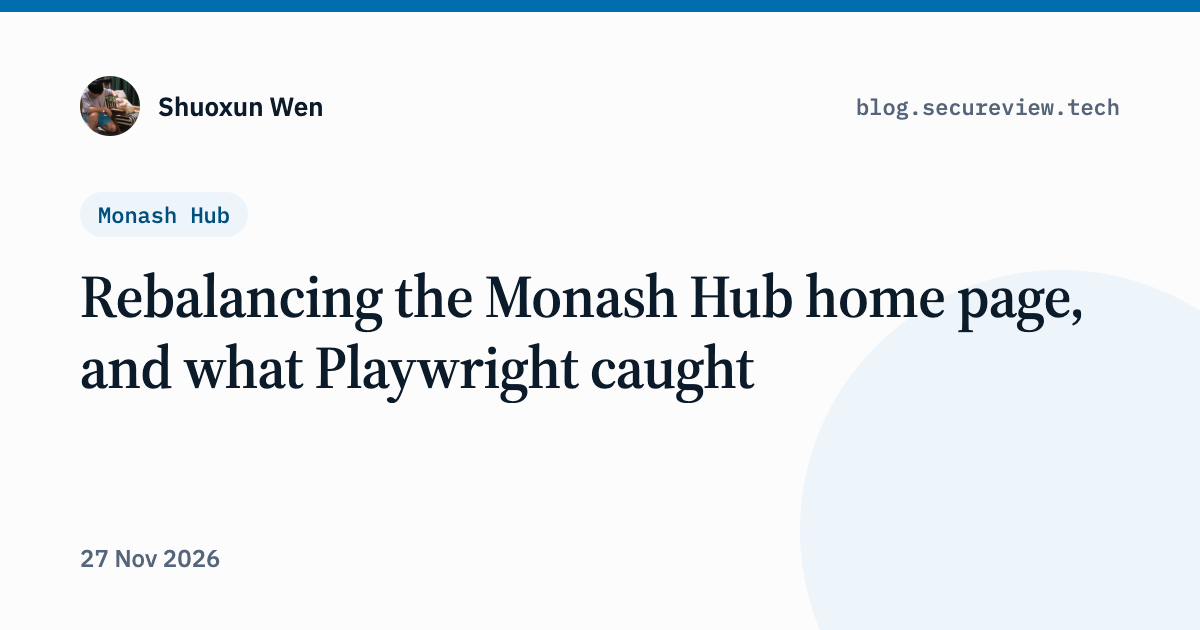 Shuoxun Wen
blog.secureview.tech
Monash Hub
Rebalancing the Monash Hub home page,
and what Playwright caught
27 Nov 2026